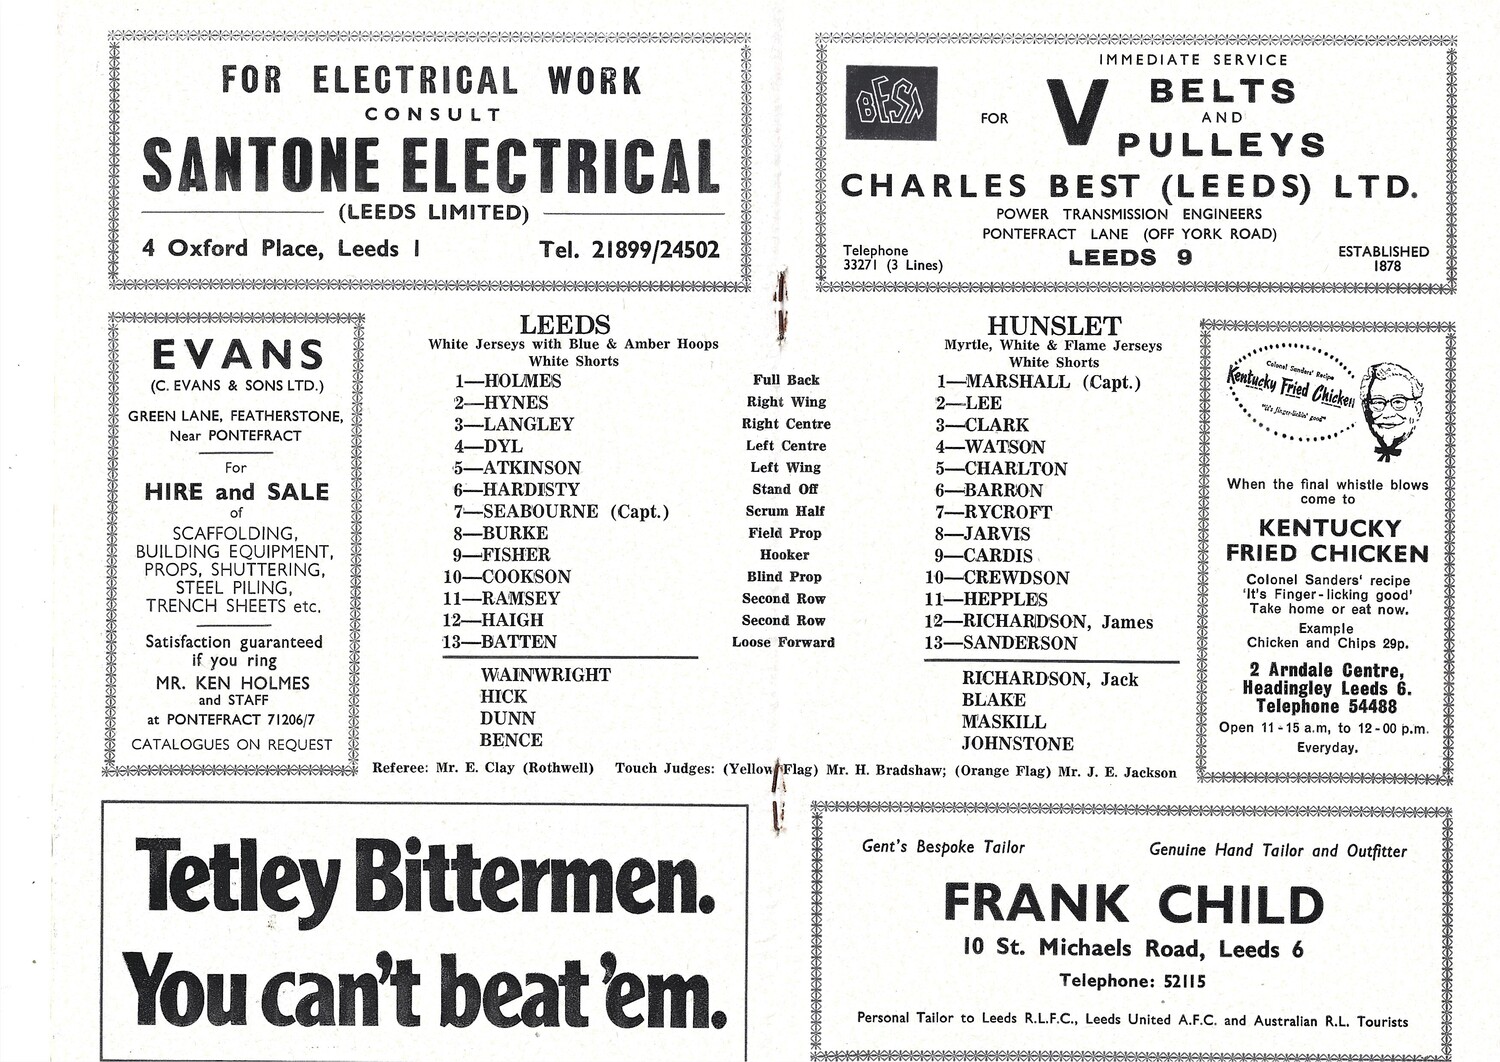 FOR ELECTRICAL WORK
CONSULT
SANTONE ELECTRICAL
(LEEDS LIMITED)
4 Oxford Place, Leeds 1 Tel. 21899/24502
BESA
IMMEDIATE SERVICE
FOR V BELTS
AND
PULLEYS
CHARLES BEST (LEEDS) LTD.
POWER TRANSMISSION ENGINEERS
PONTEFRACT LANE (OFF YORK ROAD)
Telephone
33271 (3 Lines)
LEEDS 9
ESTABLISHED
1878
EVANS
(C. EVANS & SONS LTD.)
GREEN LANE, FEATHERSTONE,
Near PONTEFRACT
For
HIRE and SALE
of
SCAFFOLDING,
BUILDING EQUIPMENT,
PROPS, SHUTTERING,
STEEL PILING,
TRENCH SHEETS etc.
Satisfaction guaranteed
if you ring
MR. KEN HOLMES
and STAFF
at PONTEFRACT 71206/7
CATALOGUES ON REQUEST
LEEDS
White Jerseys with Blue & Amber Hoops
White Shorts
HUNSLET
Myrtle, White & Flame Jerseys
White Shorts
1—HOLMES Full Back 1—MARSHALL (Capt.)
2—HYNES Right Wing 2—LEE
3—LANGLEY Right Centre 3—CLARK
4—DYL Left Centre 4—WATSON
5—ATKINSON Left Wing 5—CHARLTON
6—HARDISTY Stand Off 6—BARRON
7—SEABOURNE (Capt.) Scrum Half 7—RYCROFT
8—BURKE Field Prop 8—JARVIS
9—FISHER Hooker 9—CARDIS
10—COOKSON Blind Prop 10—CREWDSON
11—RAMSEY Second Row 11—HEPPLES
12—HAIGH Second Row 12—RICHARDSON, James
13—BATTEN Loose Forward 13—SANDERSON
WAINWRIGHT RICHARDSON, Jack
HICK BLAKE
DUNN MASKILL
BENCE JOHNSTONE
Referee: Mr. E. Clay (Rothwell) Touch Judges: (Yellow Flag) Mr. H. Bradshaw; (Orange Flag) Mr. J. E. Jackson
Colonel Sanders' Recipe
Kentucky Fried Chicken
"it's finger-lickin' good"
When the final whistle blows
come to
KENTUCKY
FRIED CHICKEN
Colonel Sanders' recipe
'It's Finger-licking good'
Take home or eat now.
Example
Chicken and Chips 29p.
2 Arndale Centre,
Headingley Leeds 6.
Telephone 54488
Open 11-15 a.m, to 12-00 p.m.
Everyday.
Tetley Bittermen.
You can't beat 'em.
Gent's Bespoke Tailor Genuine Hand Tailor and Outfitter
FRANK CHILD
10 St. Michaels Road, Leeds 6
Telephone: 52115
Personal Tailor to Leeds R.L.F.C., Leeds United A.F.C. and Australian R.L. Tourists